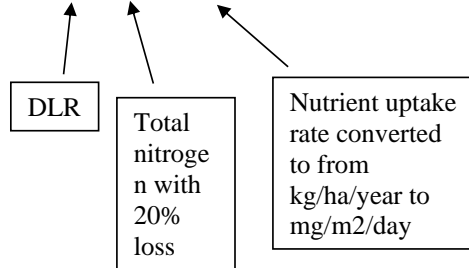 DLR
Total
nitroge
n with
20%
loss
Nutrient uptake
rate converted
to from
kg/ha/year to
mg/m2/day